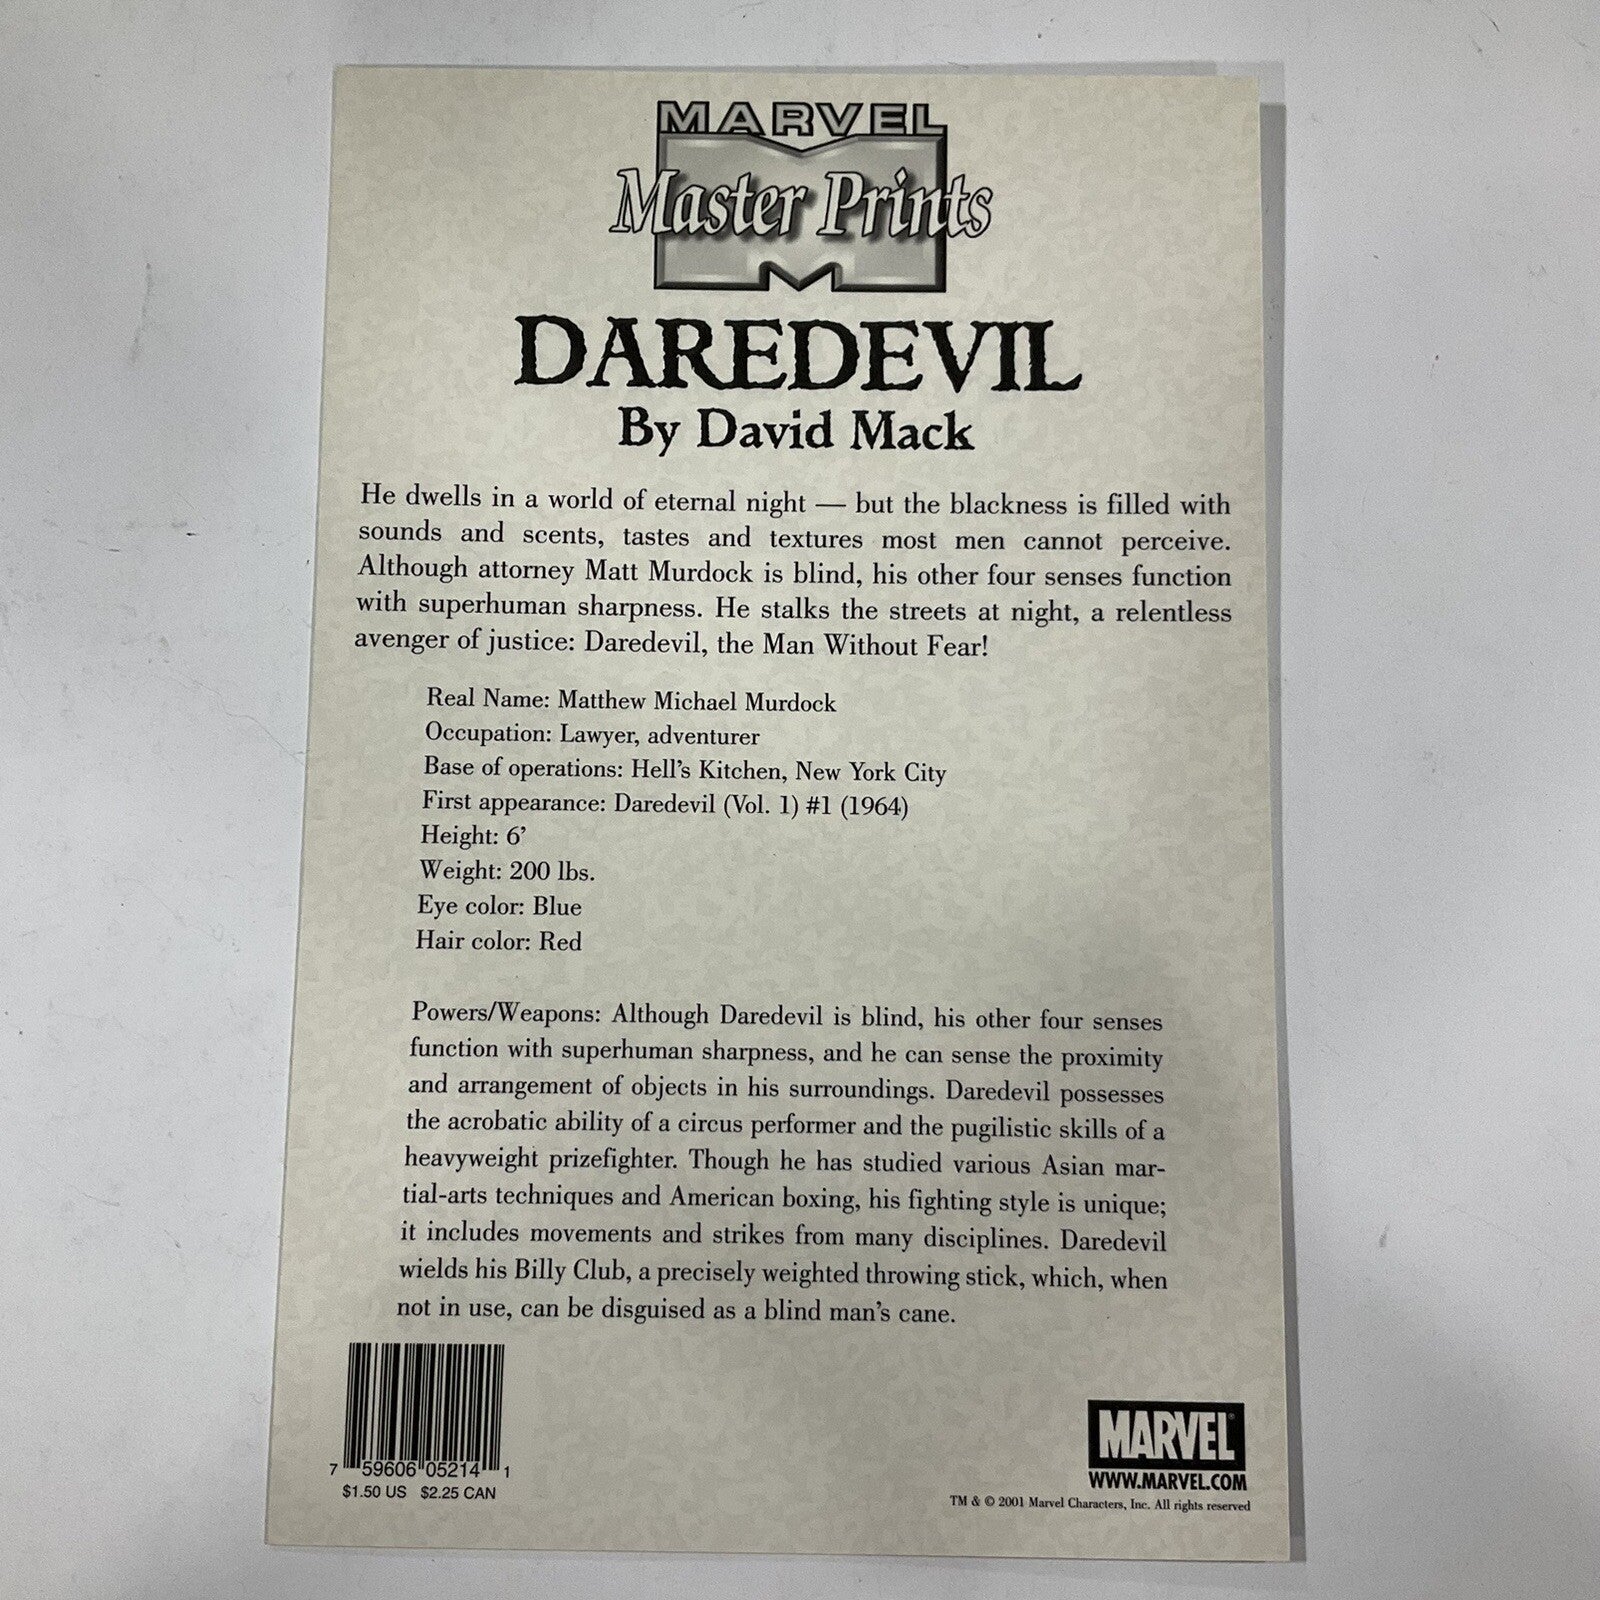 MARVEL
Master Prints
DAREDEVIL
By David Mack
He dwells in a world of eternal night — but the blackness is filled with
sounds and scents, tastes and textures most men cannot perceive.
Although attorney Matt Murdock is blind, his other four senses function
with superhuman sharpness. He stalks the streets at night, a relentless
avenger of justice: Daredevil, the Man Without Fear!
Real Name: Matthew Michael Murdock
Occupation: Lawyer, adventurer
Base of operations: Hell's Kitchen, New York City
First appearance: Daredevil (Vol. 1) #1 (1964)
Height: 6’
Weight: 200 lbs.
Eye color: Blue
Hair color: Red
Powers/Weapons: Although Daredevil is blind, his other four senses
function with superhuman sharpness, and he can sense the proximity
and arrangement of objects in his surroundings. Daredevil possesses
the acrobatic ability of a circus performer and the pugilistic skills of a
heavyweight prizefighter. Though he has studied various Asian mar-
tial-arts techniques and American boxing, his fighting style is unique;
it includes movements and strikes from many disciplines. Daredevil
wields his Billy Club, a precisely weighted throwing stick, which, when
not in use, can be disguised as a blind man’s cane.
7 59606 05214 1
$1.50 US $2.25 CAN
MARVEL
WWW.MARVEL.COM
TM & © 2001 Marvel Characters, Inc. All rights reserved